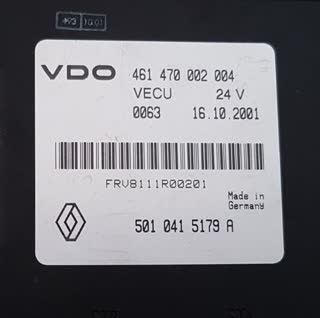 VDO 461 470 002 004
VECU 24 V
0063 16.10.2001
FRV8111R00201
Made in
Germany
501 041 5179 A